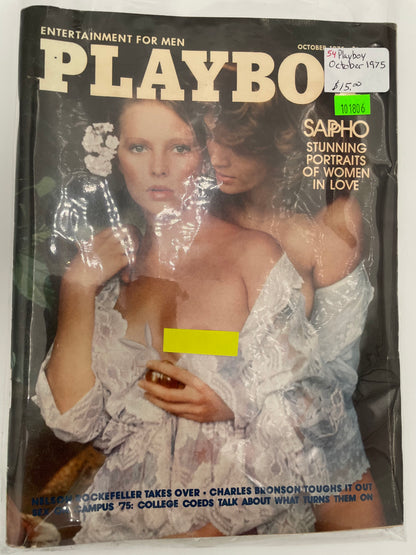 ENTERTAINMENT FOR MEN
OCTOBER
PLAYBO
54 Playboy
October 1975
$15.00
101806
SAPPHO
STUNNING
PORTRAITS
OF WOMEN
IN LOVE
NELSON ROCKEFELLER TAKES OVER • CHARLES BRONSON TOUGHS IT OUT
SEX ON CAMPUS '75: COLLEGE COEDS TALK ABOUT WHAT TURNS THEM ON